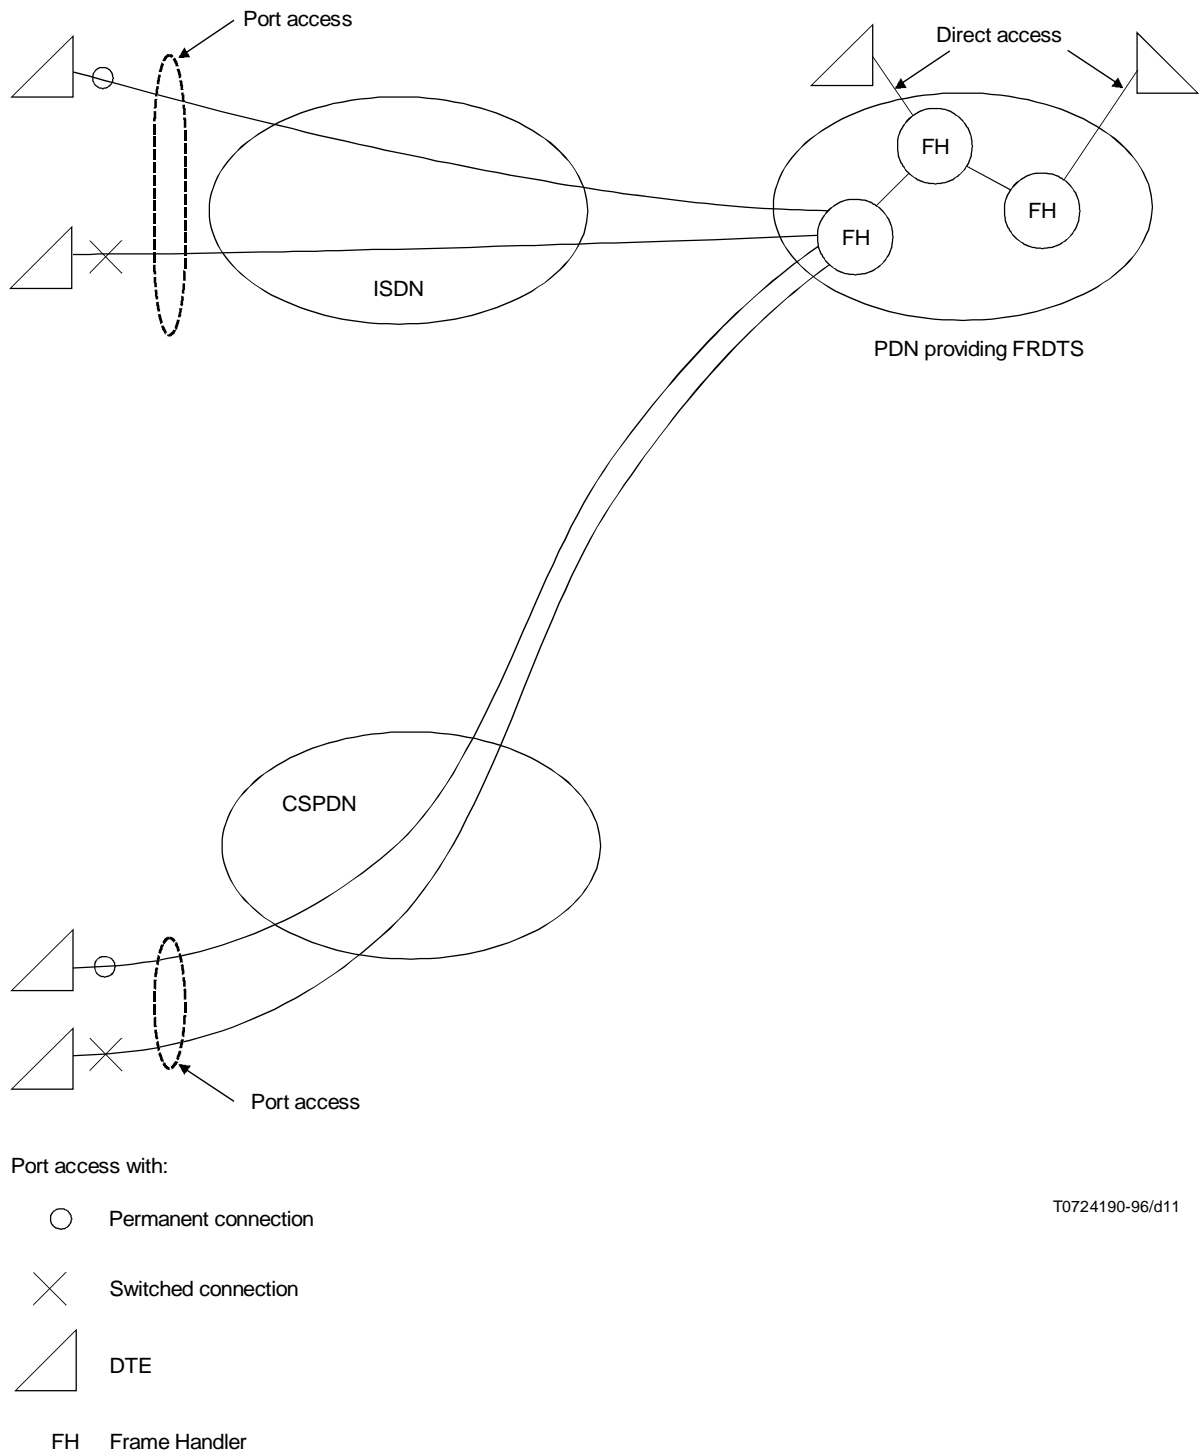 Port access
Direct access
FH
FH
FH
ISDN
PDN providing FRDTS
CSPDN
Port access
Port access with:
T0724190-96/d11
Permanent connection
Switched connection
DTE
FH Frame Handler